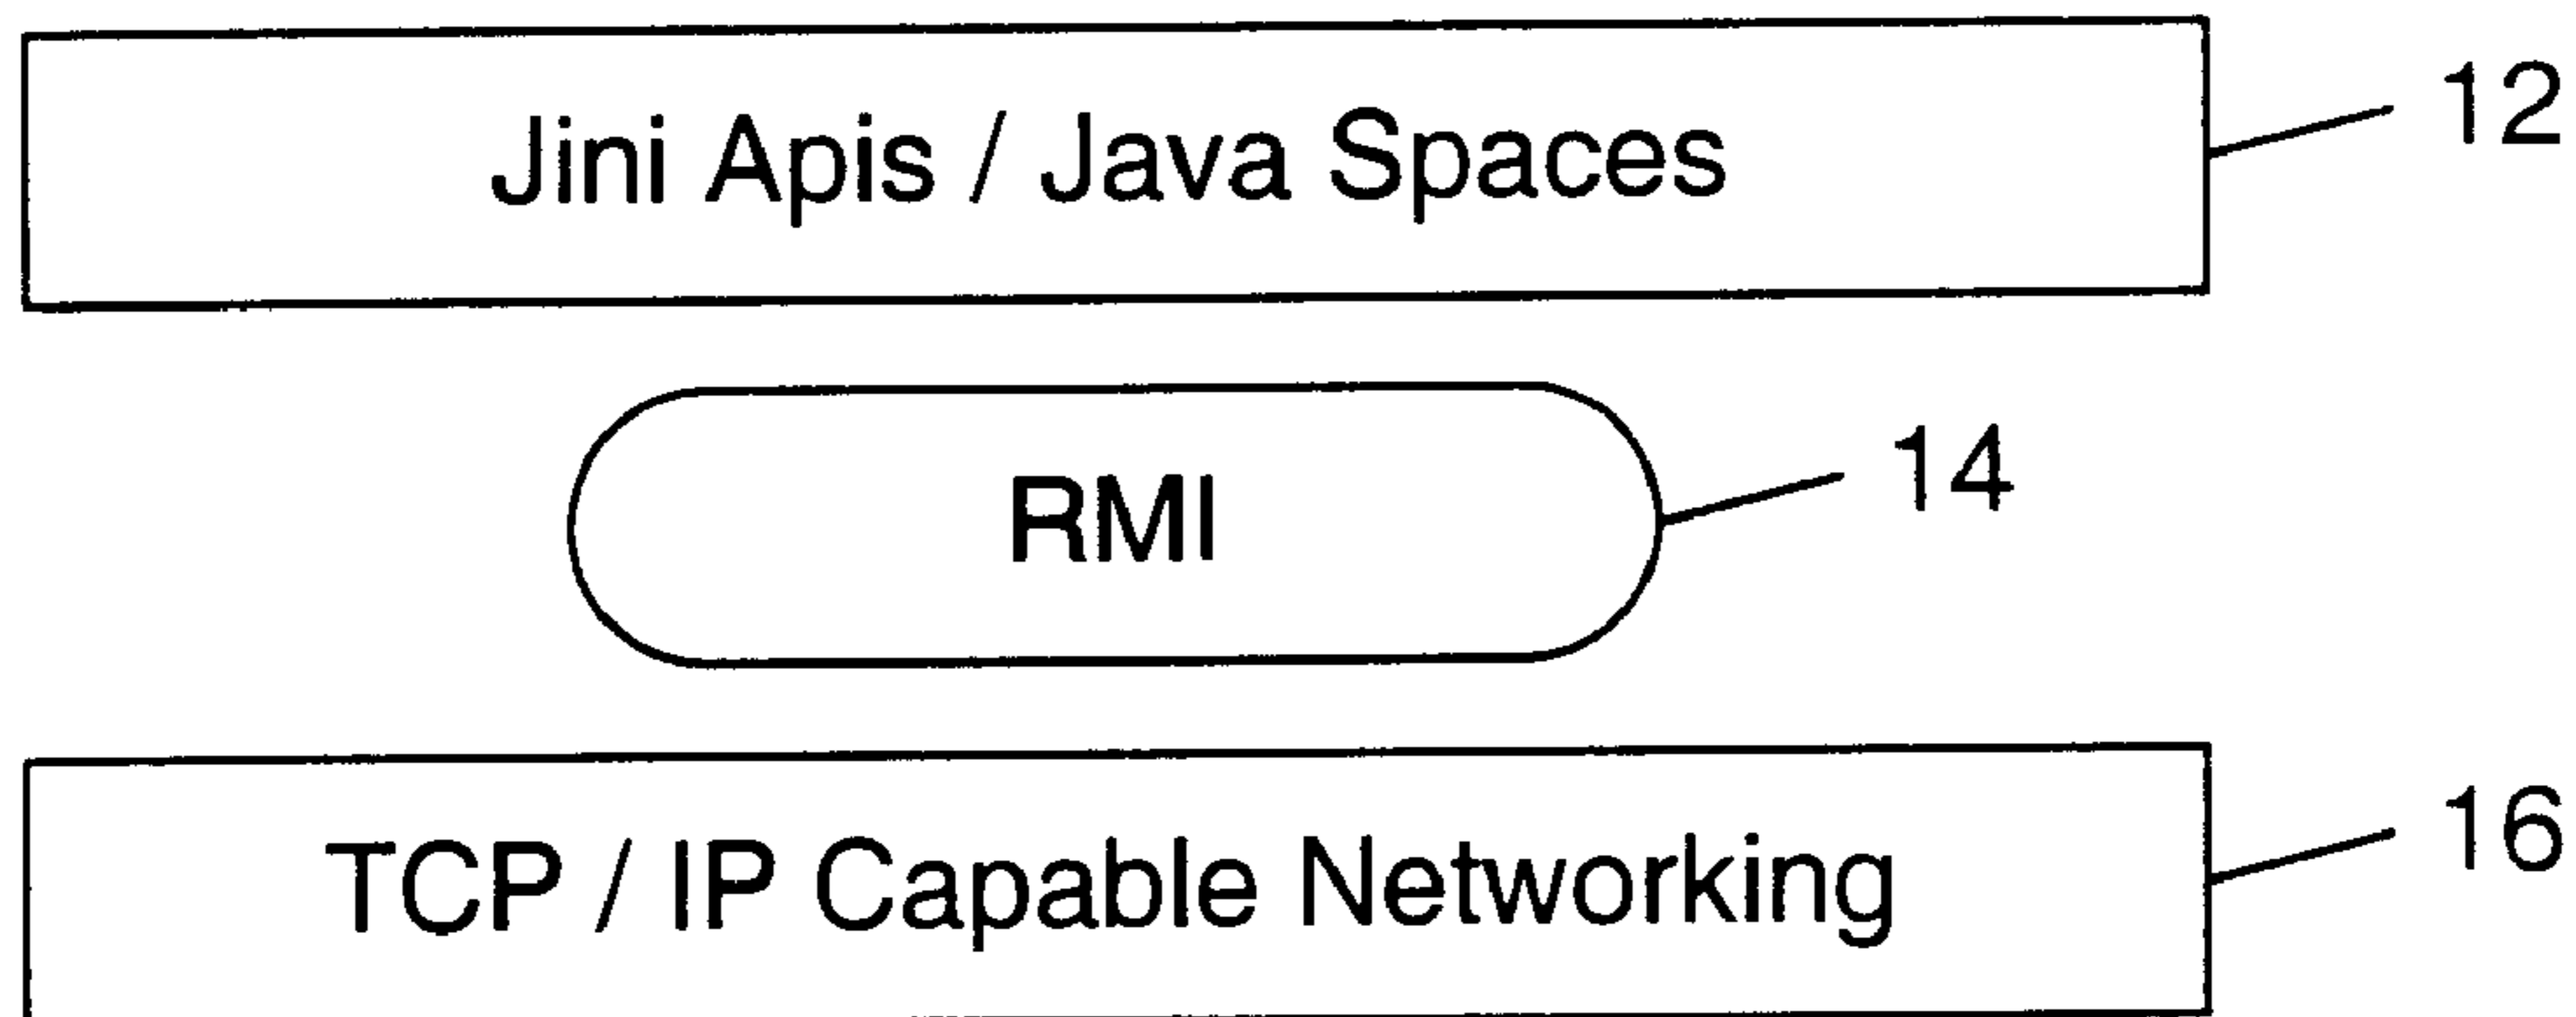 Jini Apis / Java Spaces
12
RMI
14
TCP / IP Capable Networking
16